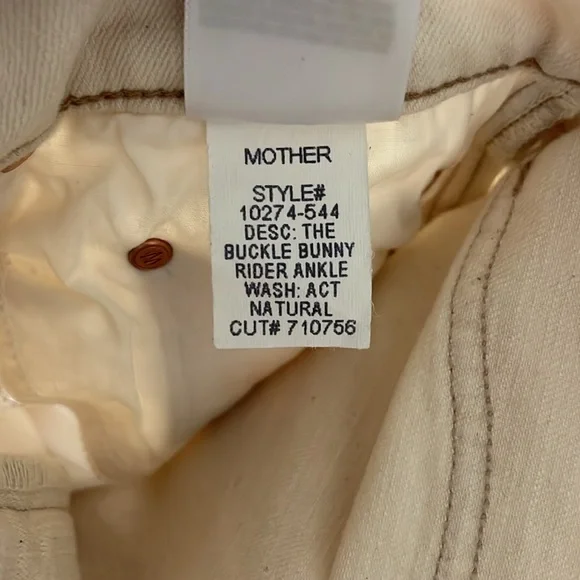 MOTHER
STYLE#
10274-544
DESC: THE
BUCKLE BUNNY
RIDER ANKLE
WASH: ACT
NATURAL
CUT# 710756